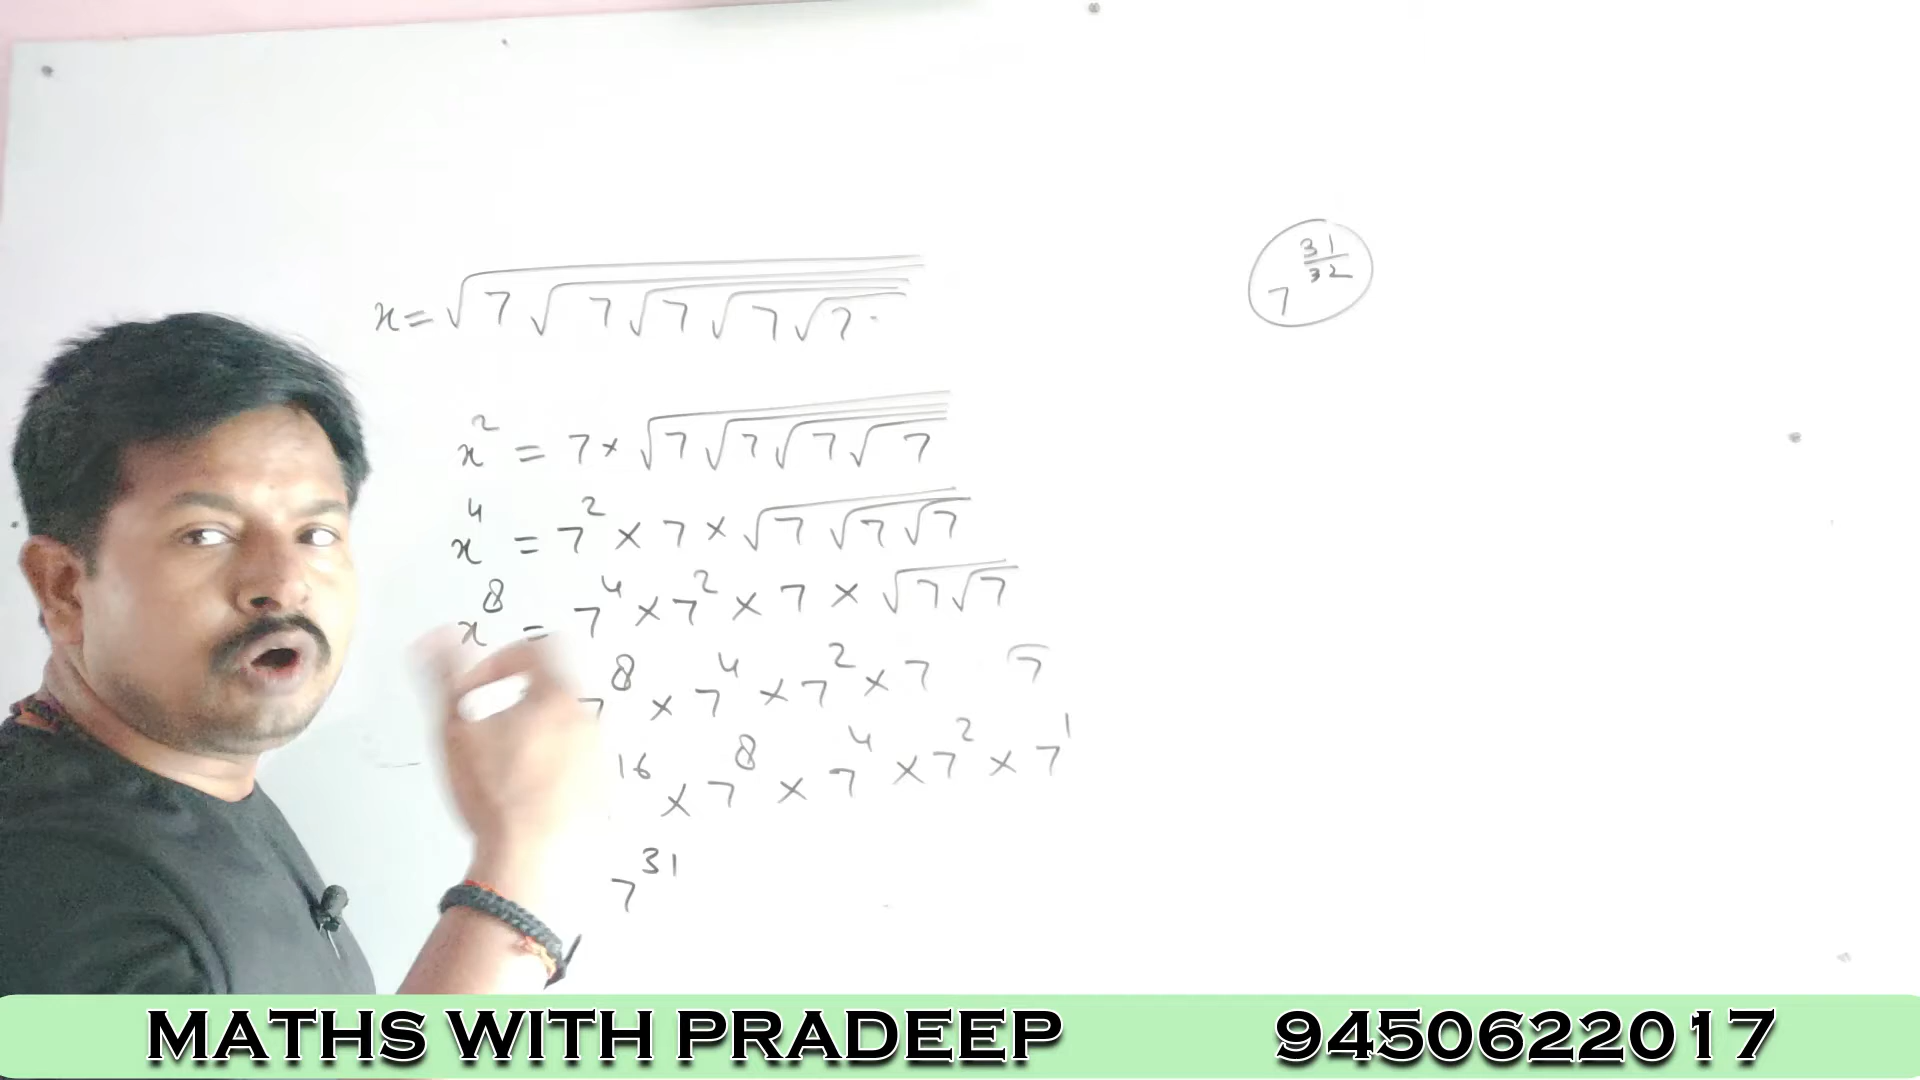 x = √7√7√7√7√7
7^(31/32)
x² = 7 × √7√7√7√7
x⁴ = 7² × 7 × √7√7√7
x⁸ = 7⁴ × 7² × 7 × √7√7
7⁸ × 7⁴ × 7² × 7 √7
16 × 7⁸ × 7⁴ × 7² × 7¹
7³¹
MATHS WITH PRADEEP 9450622017